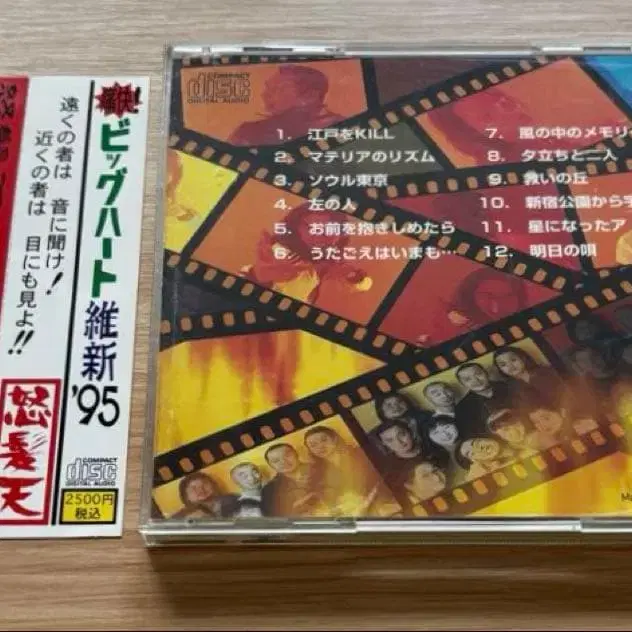 痛快!
ビッグハート維新'95
遠くの者は 音に聞け!
近くの者は 目にも見よ!!
怒髪天
COMPACT
disc
DIGITAL AUDIO
2500円
税込
COMPACT
disc
DIGITAL AUDIO
1. 江戸をKILL
2. マテリアのリズム
3. ソウル東京
4. 左の人
5. お前を抱きしめたら
6. うたごえはいまも…
7. 風の中のメモリ
8. 夕立ちと二人
9. 救いの丘
10. 新宿公園から宇
11. 星になったア
12. 明日の唄